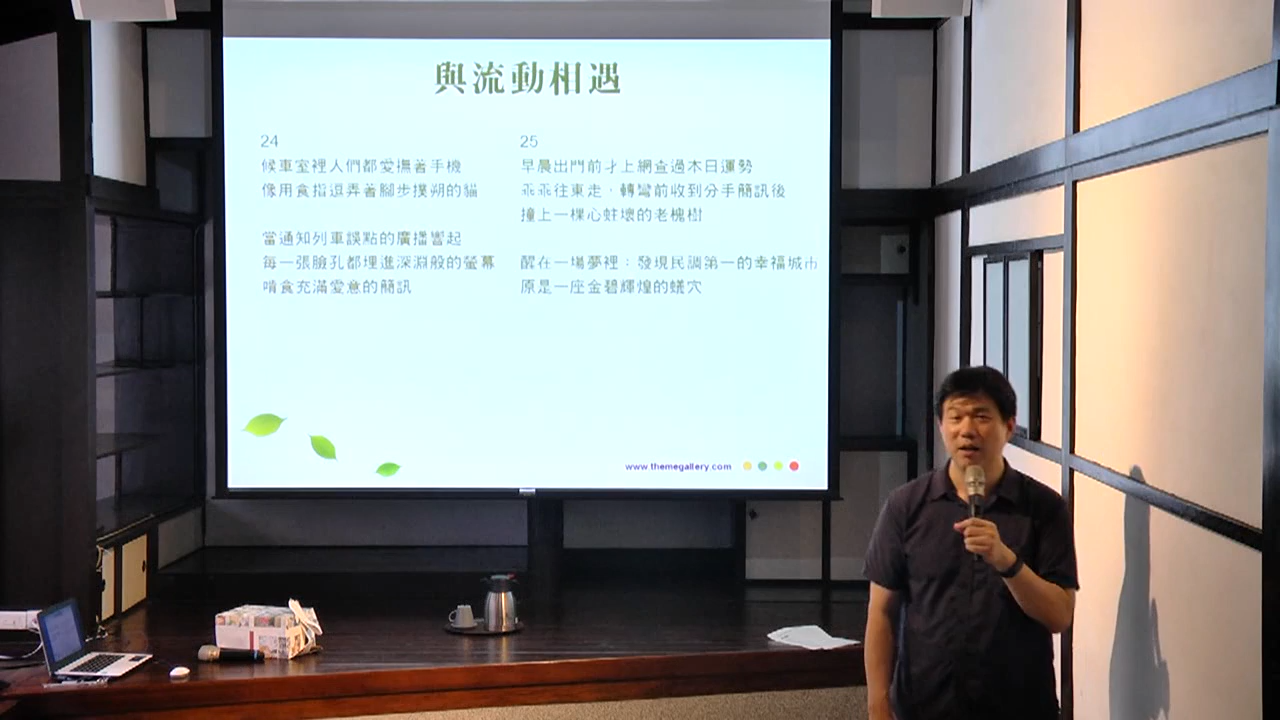 與流動相遇
24
候車室裡人們都愛撫著手機
像用食指逗弄著腳步撲朔的貓
當通知列車誤點的廣播響起
每一張臉孔都埋進深淵般的螢幕
啃食充滿愛意的簡訊
25
早晨出門前才上網查過本日運勢
乖乖往東走,轉彎前收到分手簡訊後
撞上一棵心蛀壞的老槐樹
醒在一場夢裡:發現民調第一的幸福城市
原是一座金碧輝煌的蟻穴
www.themegallery.com